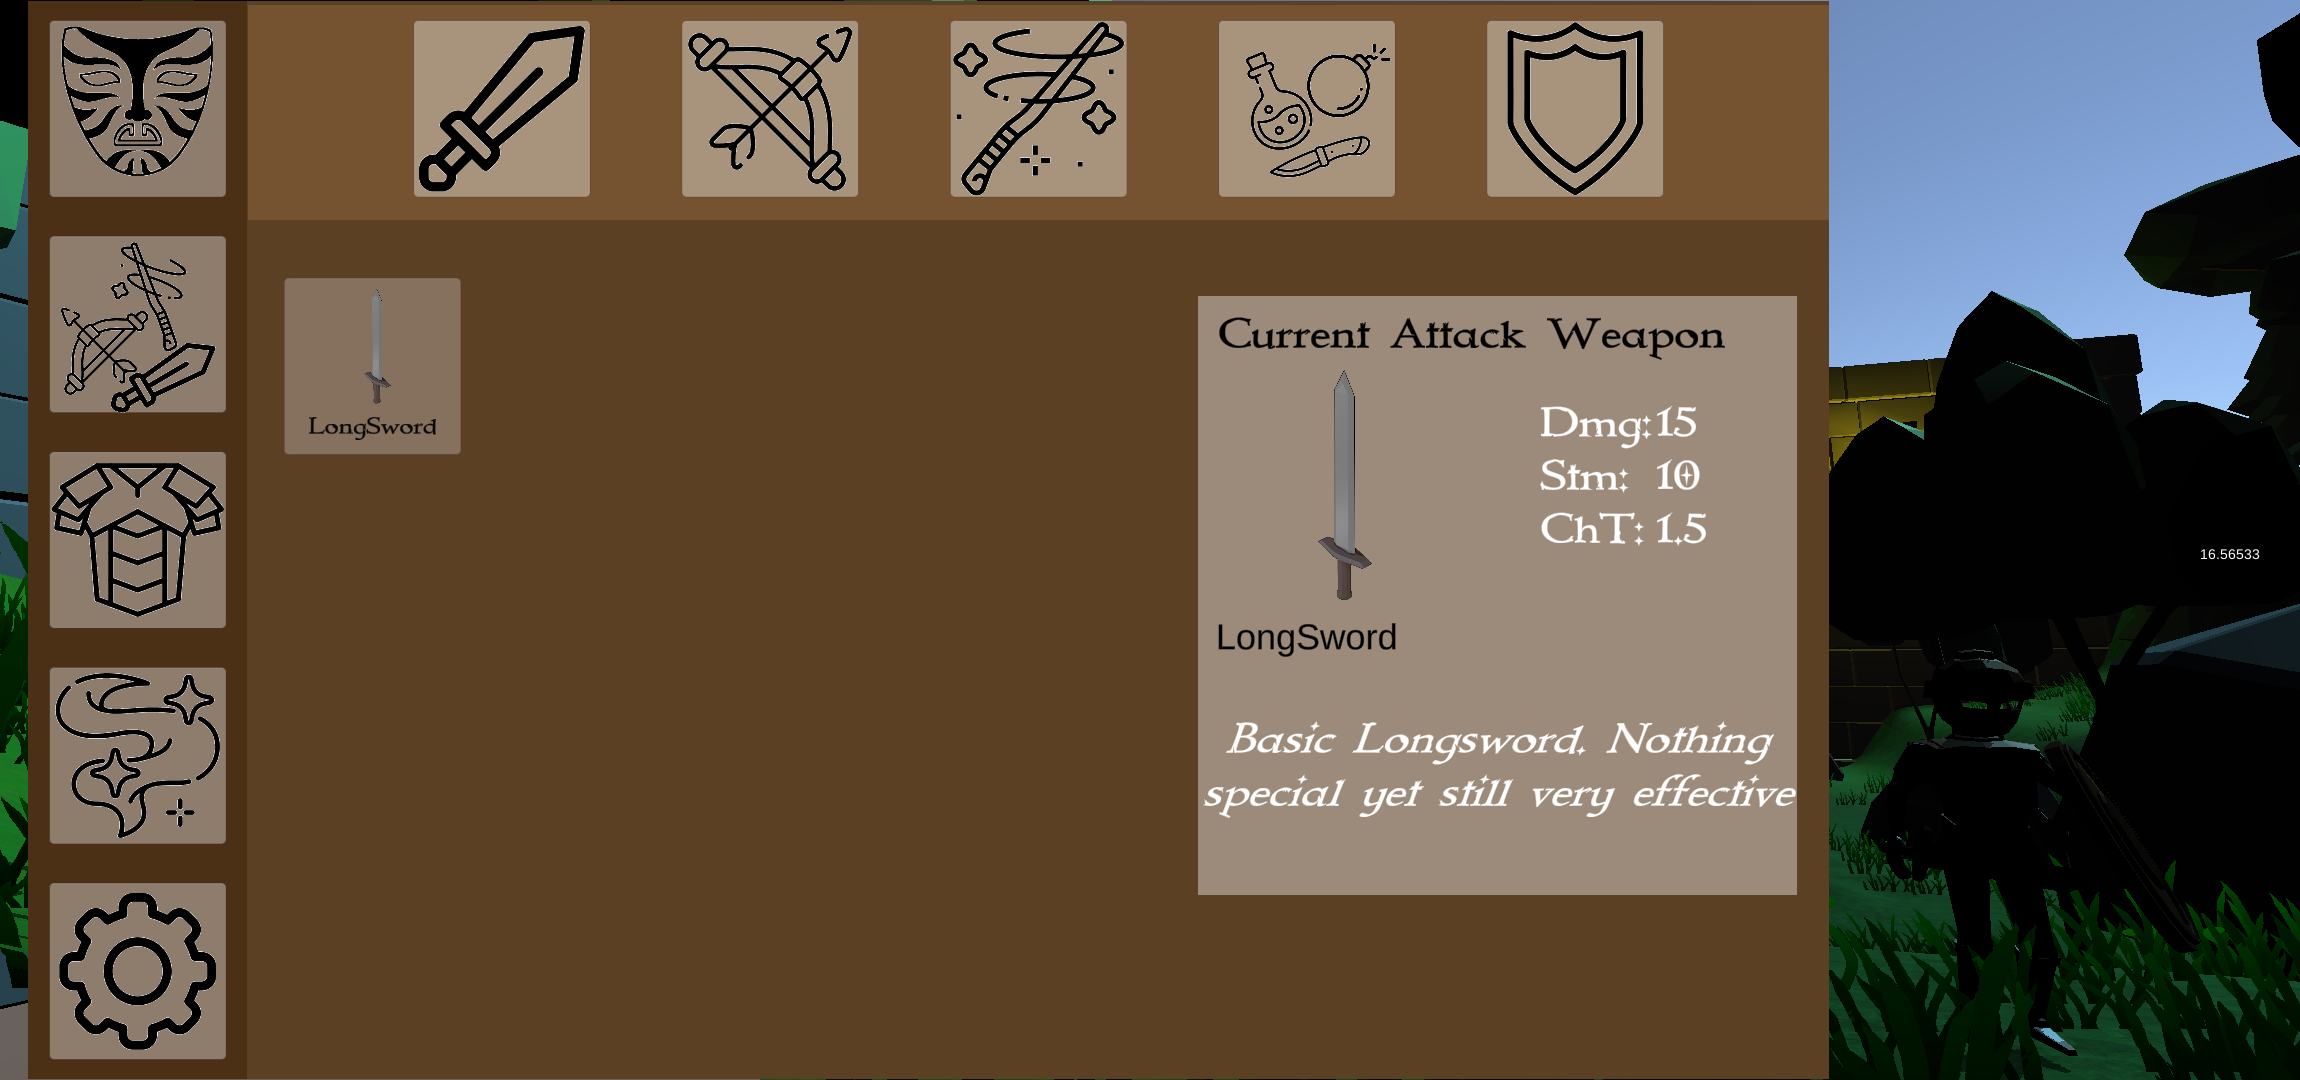 LongSword
Current Attack Weapon
Dmg:15
Stm: 10
ChT: 1.5
LongSword
Basic Longsword. Nothing
special yet still very effective
16.56533